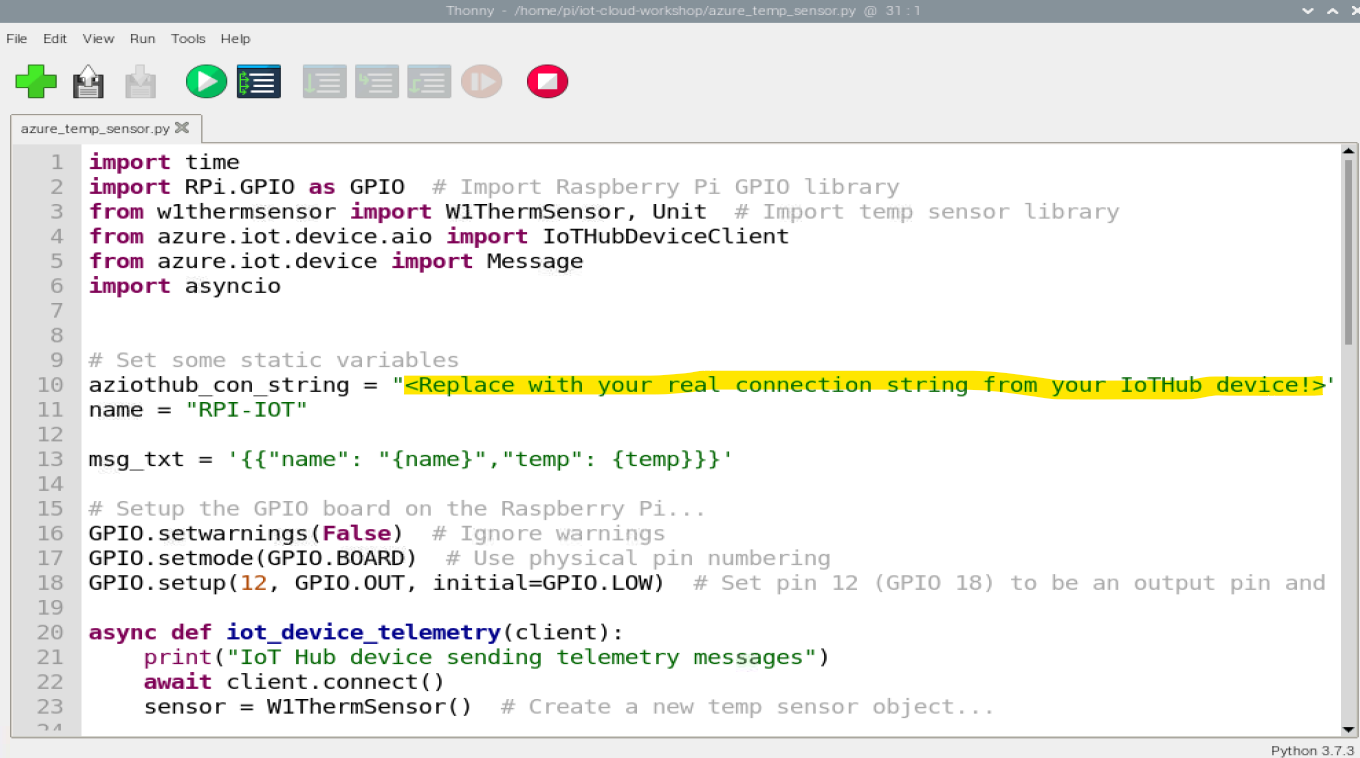 Thonny - /home/pi/iot-cloud-workshop/azure_temp_sensor.py @ 31 : 1
File Edit View Run Tools Help
azure_temp_sensor.py
1 import time
2 import RPi.GPIO as GPIO  # Import Raspberry Pi GPIO library
3 from w1thermsensor import W1ThermSensor, Unit  # Import temp sensor library
4 from azure.iot.device.aio import IoTHubDeviceClient
5 from azure.iot.device import Message
6 import asyncio
7
8
9 # Set some static variables
10 aziothub_con_string = "<Replace with your real connection string from your IoTHub device!>'
11 name = "RPI-IOT"
12
13 msg_txt = '{{"name": "{name}","temp": {temp}}}'
14
15 # Setup the GPIO board on the Raspberry Pi...
16 GPIO.setwarnings(False)  # Ignore warnings
17 GPIO.setmode(GPIO.BOARD)  # Use physical pin numbering
18 GPIO.setup(12, GPIO.OUT, initial=GPIO.LOW)  # Set pin 12 (GPIO 18) to be an output pin and
19
20 async def iot_device_telemetry(client):
21     print("IoT Hub device sending telemetry messages")
22     await client.connect()
23     sensor = W1ThermSensor()  # Create a new temp sensor object...
24
Python 3.7.3